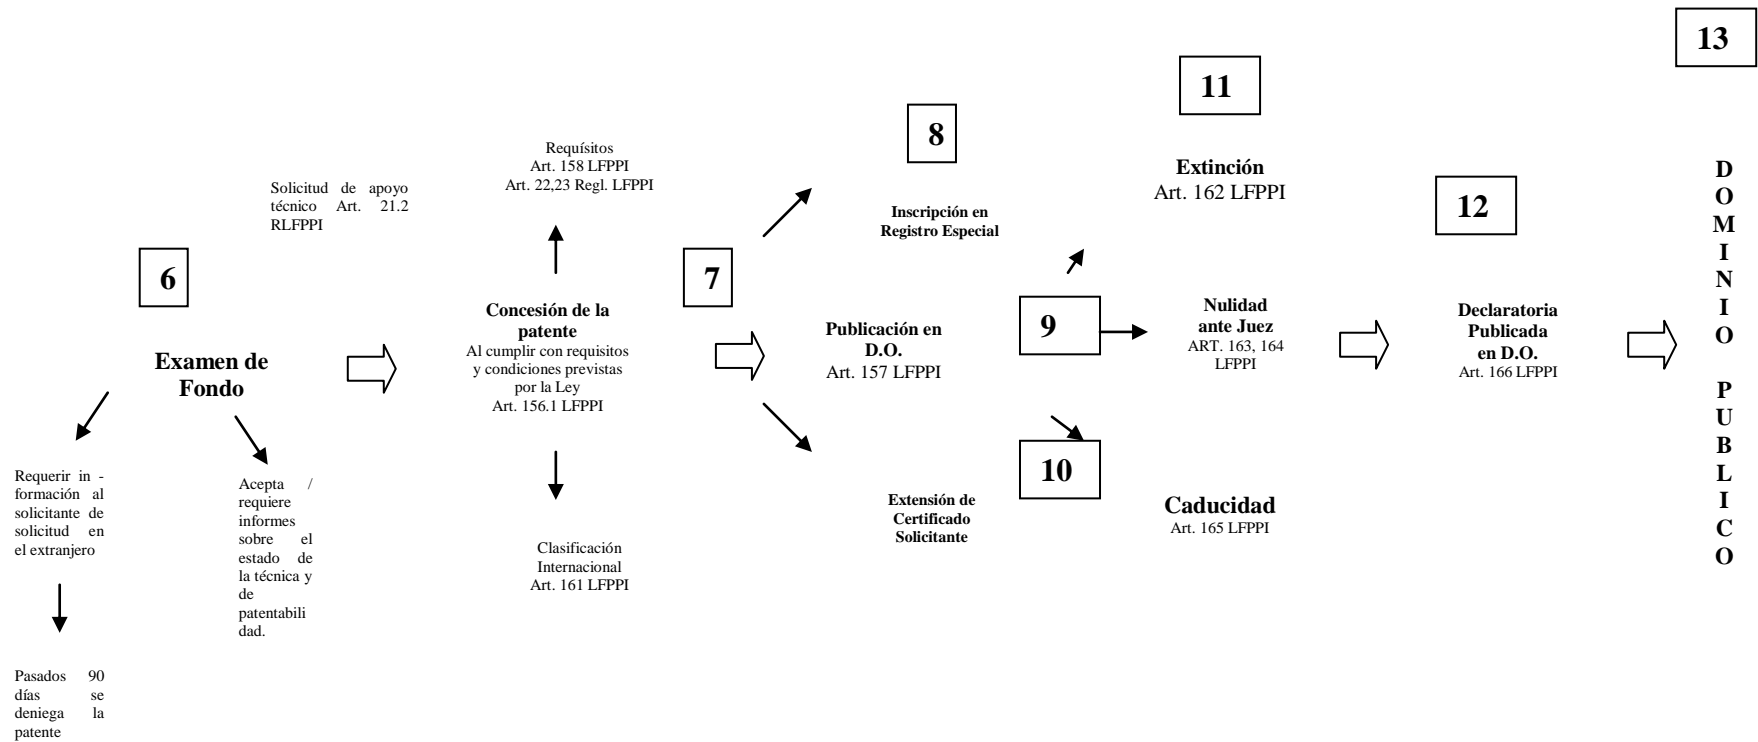 13
11
8
Requísitos
Art. 158 LFPPI
Art. 22,23 Regl. LFPPI
Solicitud de apoyo
técnico Art. 21.2
RLFPPI
Extinción
Art. 162 LFPPI
12
Inscripción en
Registro Especial
6
7
Concesión de la
patente
Al cumplir con requisitos
y condiciones previstas
por la Ley
Art. 156.1 LFPPI
Publicación en
D.O.
Art. 157 LFPPI
9
Nulidad
ante Juez
ART. 163, 164
LFPPI
Declaratoria
Publicada
en D.O.
Art. 166 LFPPI
Examen de
Fondo
D
O
M
I
N
I
O
P
U
B
L
I
C
O
Requerir in -
formación al
solicitante de
solicitud en
el extranjero
Acepta /
requiere
informes
sobre el
estado de
la técnica y
de
patentabili
dad.
10
Extensión de
Certificado
Solicitante
Caducidad
Art. 165 LFPPI
Clasificación
Internacional
Art. 161 LFPPI
Pasados 90
días se
deniega la
patente